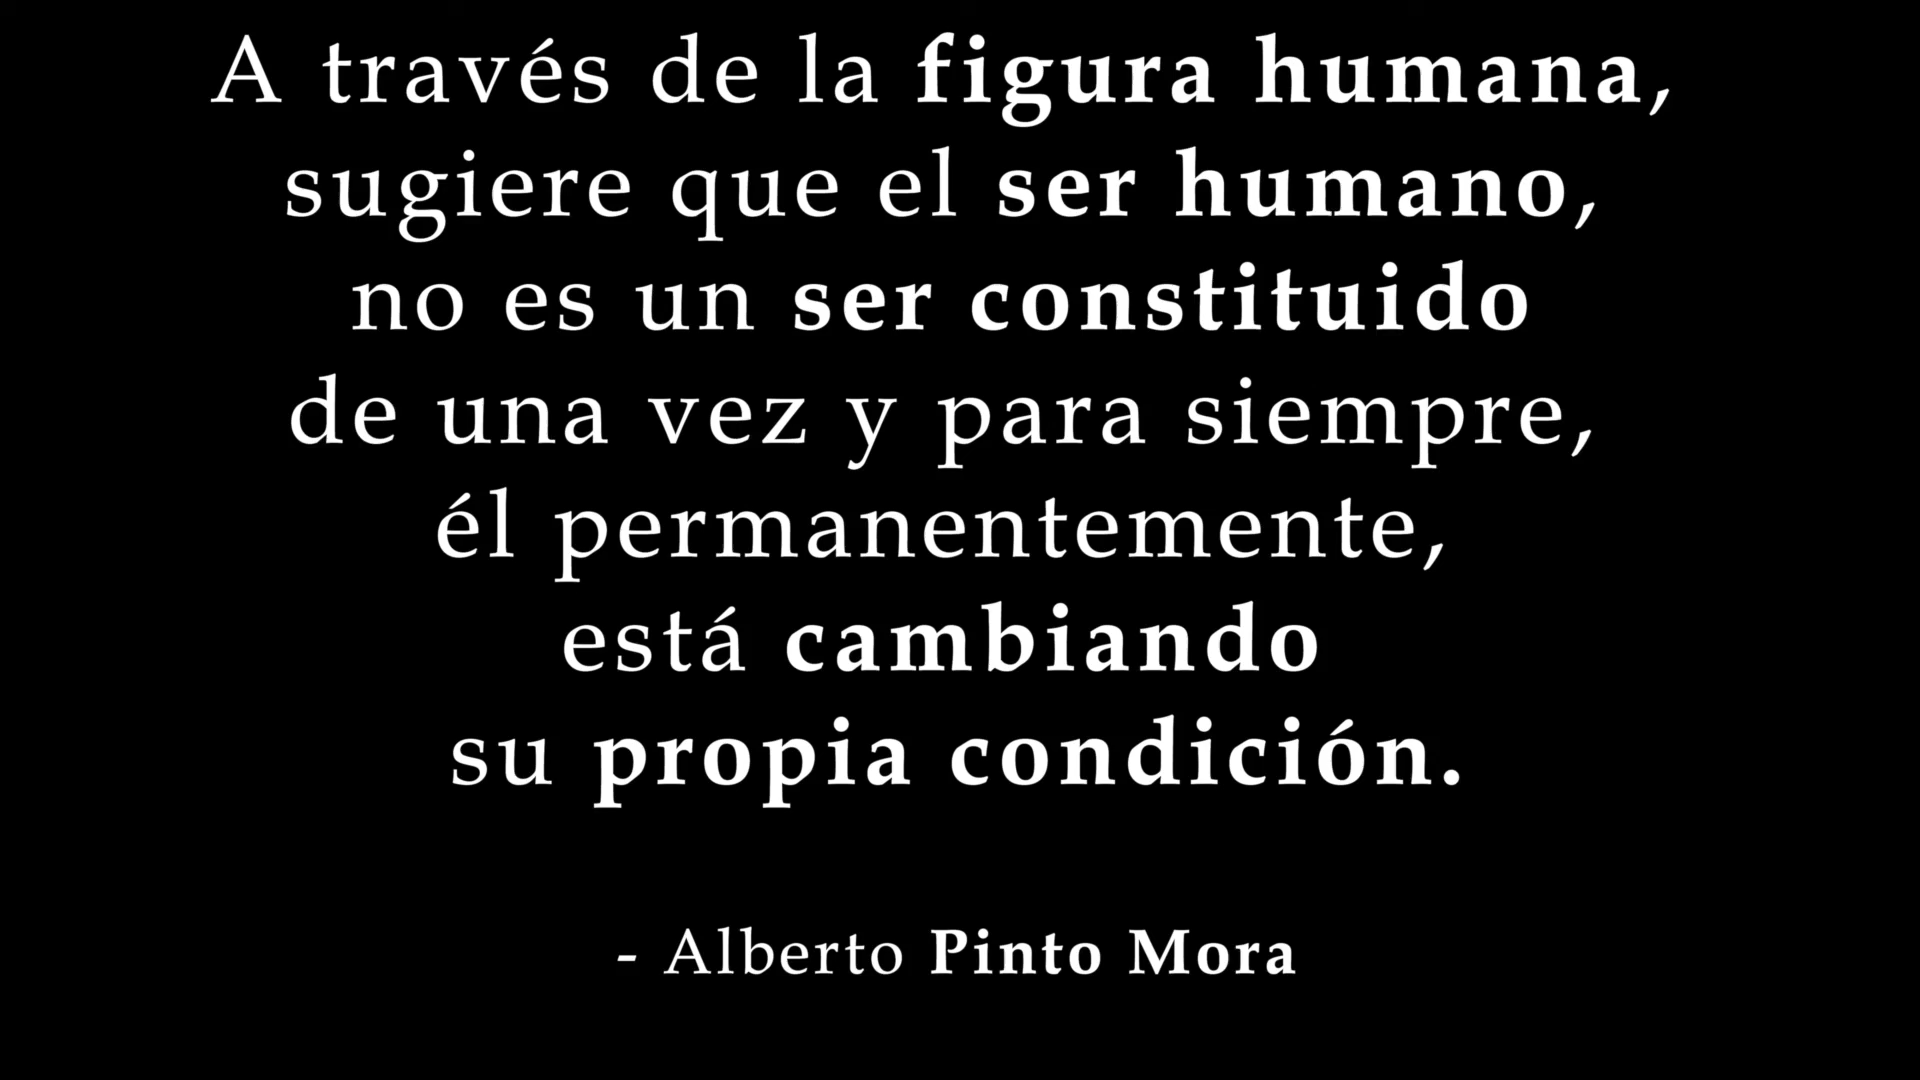 A través de la figura humana,
sugiere que el ser humano,
no es un ser constituido
de una vez y para siempre,
él permanentemente,
está cambiando
su propia condición.
- Alberto Pinto Mora